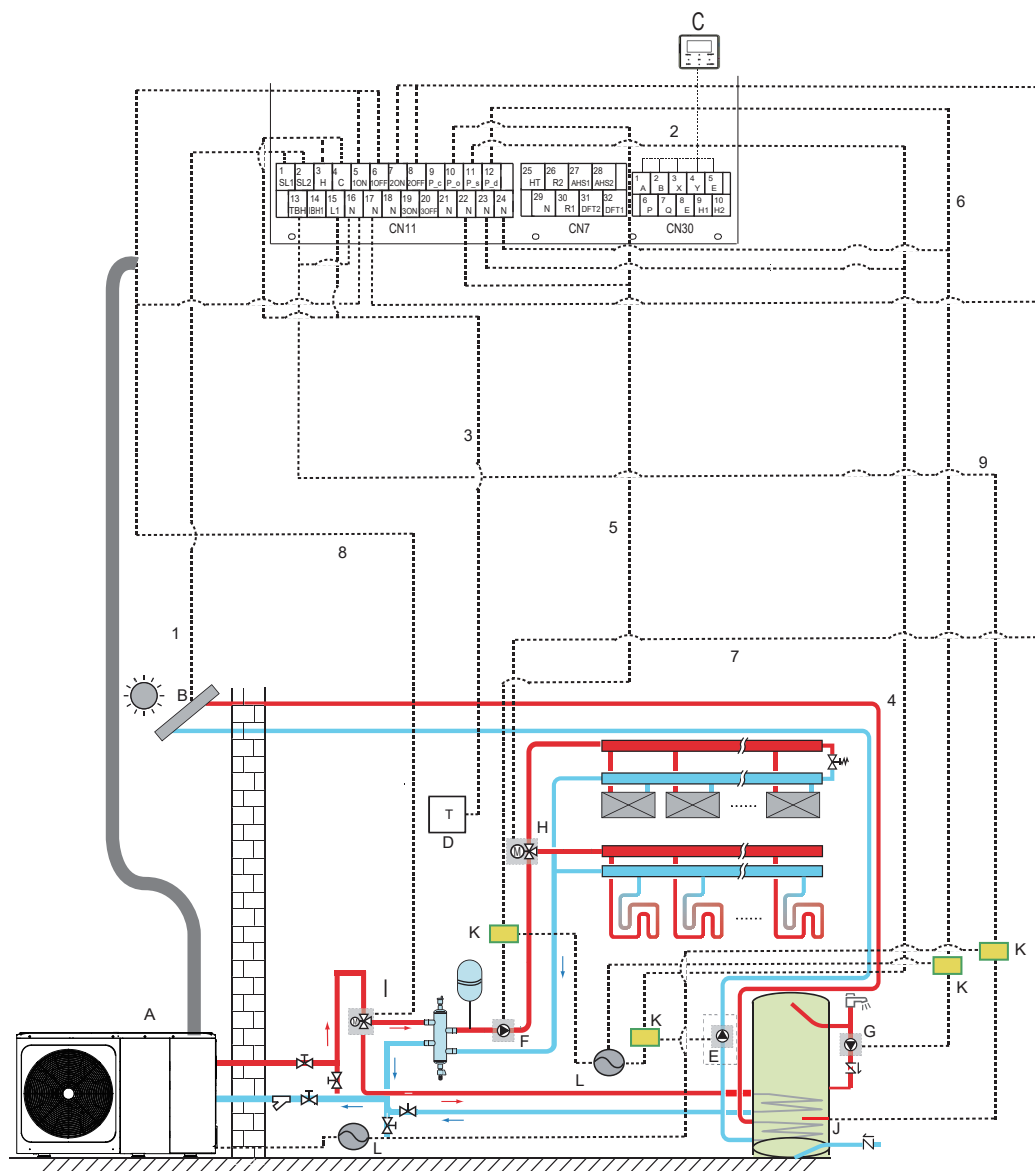 C
2
1 2 3 4 5 6 7 8 9 10 11 12
SL1 SL2 H C 1ON 1OFF 2ON 2OFF P_c P_o P_s P_d
13 14 15 16 17 18 19 20 21 22 23 24
TBH IBH1 L1 N N N 3ON 3OFF N N N N
CN11
25 26 27 28
HT R2 AHS1 AHS2
29 30 31 32
N R1 DFT2 DFT1
CN7
1 2 3 4 5
A B X Y E
6 7 8 9 10
P Q E H1 H2
CN30
6
3
9
5
8
1
7
B
4
T
D
H
M
K
K
K
A
I
M
F
K
G
E
L
J
L